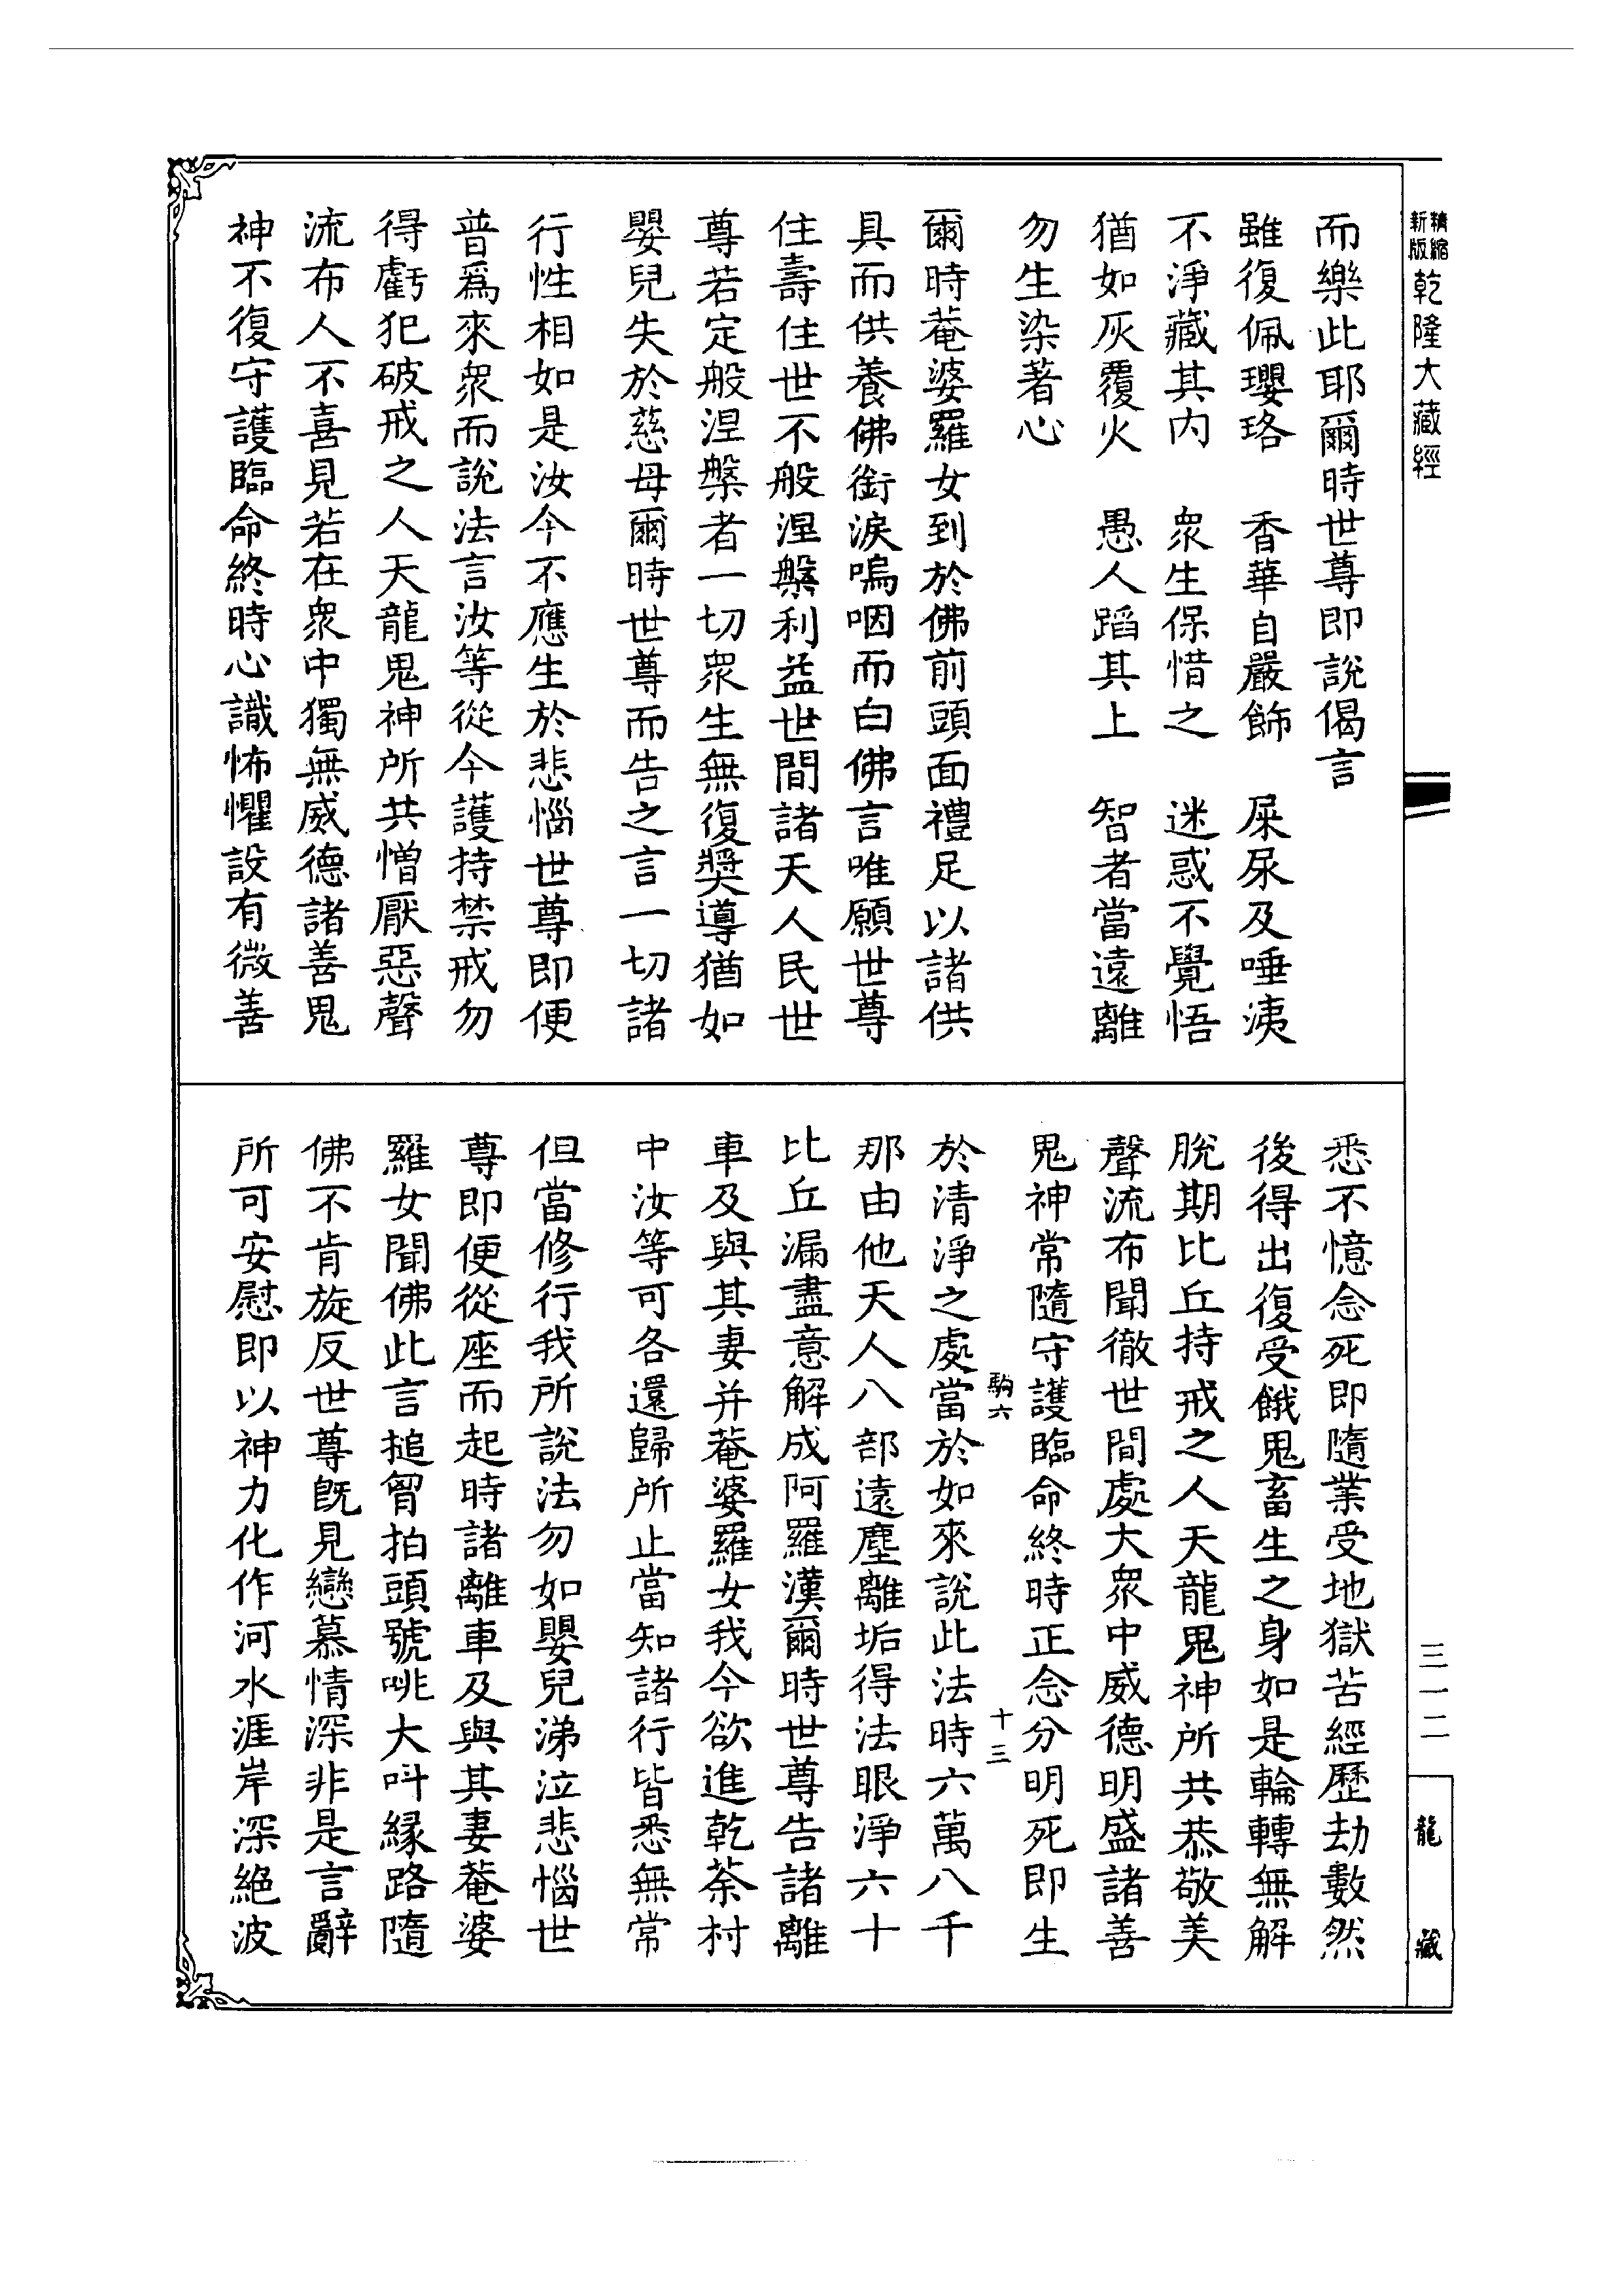 精縮
新版
乾隆大藏經
而樂此耶爾時世尊即說偈言
雖復佩瓔珞　香華自嚴飾　屎尿及唾洟
不淨藏其内　衆生保惜之　迷惑不覺悟
猶如灰覆火　愚人蹈其上　智者當遠離
勿生染著心
爾時菴婆羅女到於佛前頭面禮足以諸供
具而供養佛銜淚嗚咽而白佛言唯願世尊
住壽住世不般涅槃利益世間諸天人民世
尊若定般涅槃者一切衆生無復奬導猶如
嬰兒失於慈母爾時世尊而告之言一切諸
行性相如是汝今不應生於悲惱世尊即便
普爲來衆而說法言汝等從今護持禁戒勿
得虧犯破戒之人天龍鬼神所共憎厭惡聲
流布人不喜見若在衆中獨無威德諸善鬼
神不復守護臨命終時心識怖懼設有微善
悉不憶念死即隨業受地獄苦經歷劫數然
後得出復受餓鬼畜生之身如是輪轉無解
脫期比丘持戒之人天龍鬼神所共恭敬美
聲流布聞徹世間處大衆中威德明盛諸善
鬼神常隨守護臨命終時正念分明死即生
駒六　十三
於清淨之處當於如來說此法時六萬八千
那由他天人八部遠塵離垢得法眼淨六十
比丘漏盡意解成阿羅漢爾時世尊告諸離
車及與其妻并菴婆羅女我今欲進乾荼村
中汝等可各還歸所止當知諸行皆悉無常
但當修行我所說法勿如嬰兒涕泣悲惱世
尊即便從座而起時諸離車及與其妻菴婆
羅女聞佛此言搥胷拍頭號咷大呌縁路隨
佛不肯旋反世尊旣見戀慕情深非是言辭
所可安慰即以神力化作河水涯岸深絶波
三一二
龍藏